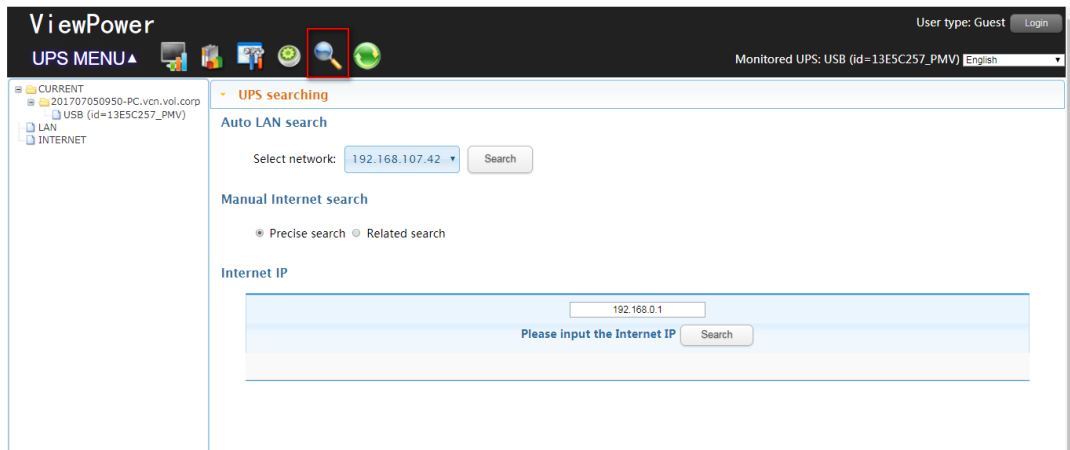 ViewPower
User type: Guest Login
UPS MENU▲
Monitored UPS: USB (id=13E5C257_PMV) English
CURRENT
201707050950-PC.vcn.vol.corp
USB (id=13E5C257_PMV)
LAN
INTERNET
UPS searching
Auto LAN search
Select network: 192.168.107.42 Search
Manual Internet search
Precise search Related search
Internet IP
192.168.0.1
Please input the Internet IP Search